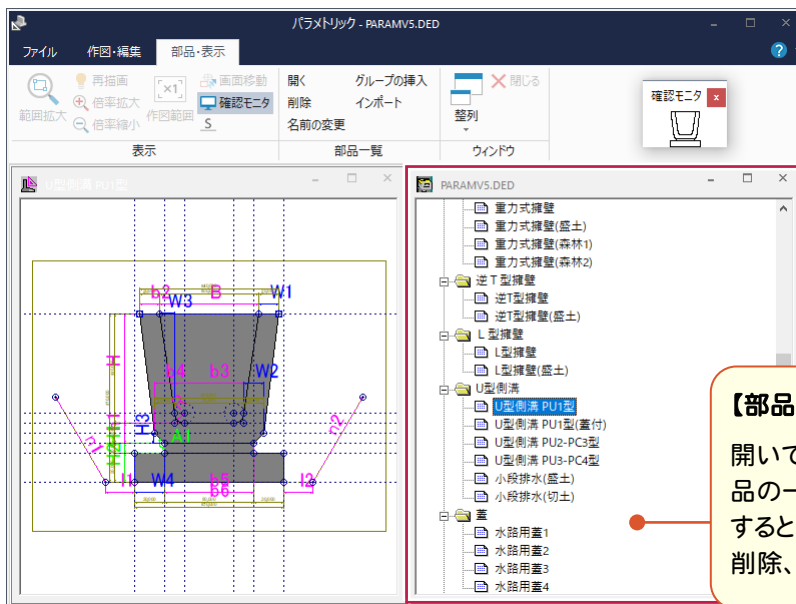 パラメトリック - PARAMV5.DED
ファイル 作図・編集 部品・表示
範囲拡大
再描画
倍率拡大
倍率縮小
[×1]
作図範囲
画面移動
確認モニタ
S
表示
開く グループの挿入
削除 インポート
名前の変更
部品一覧
整列
閉じる
ウィンドウ
確認モニタ x
U型側溝 PU1型
b2 B W1
W3
H
b4 b3 W2
H3
A1
h1
H2
n1
n2
l1 W4 b5 l2
b6
PARAMV5.DED
重力式擁壁
重力式擁壁(盛土)
重力式擁壁(森林1)
重力式擁壁(森林2)
逆T型擁壁
逆T型擁壁
逆T型擁壁(盛土)
L型擁壁
L型擁壁
L型擁壁(盛土)
U型側溝
U型側溝 PU1型
U型側溝 PU1型(蓋付)
U型側溝 PU2-PC3型
U型側溝 PU3-PC4型
小段排水(盛土)
小段排水(切土)
蓋
水路用蓋1
水路用蓋2
水路用蓋3
水路用蓋4
【部品
開いて
品の一
すると
削除、